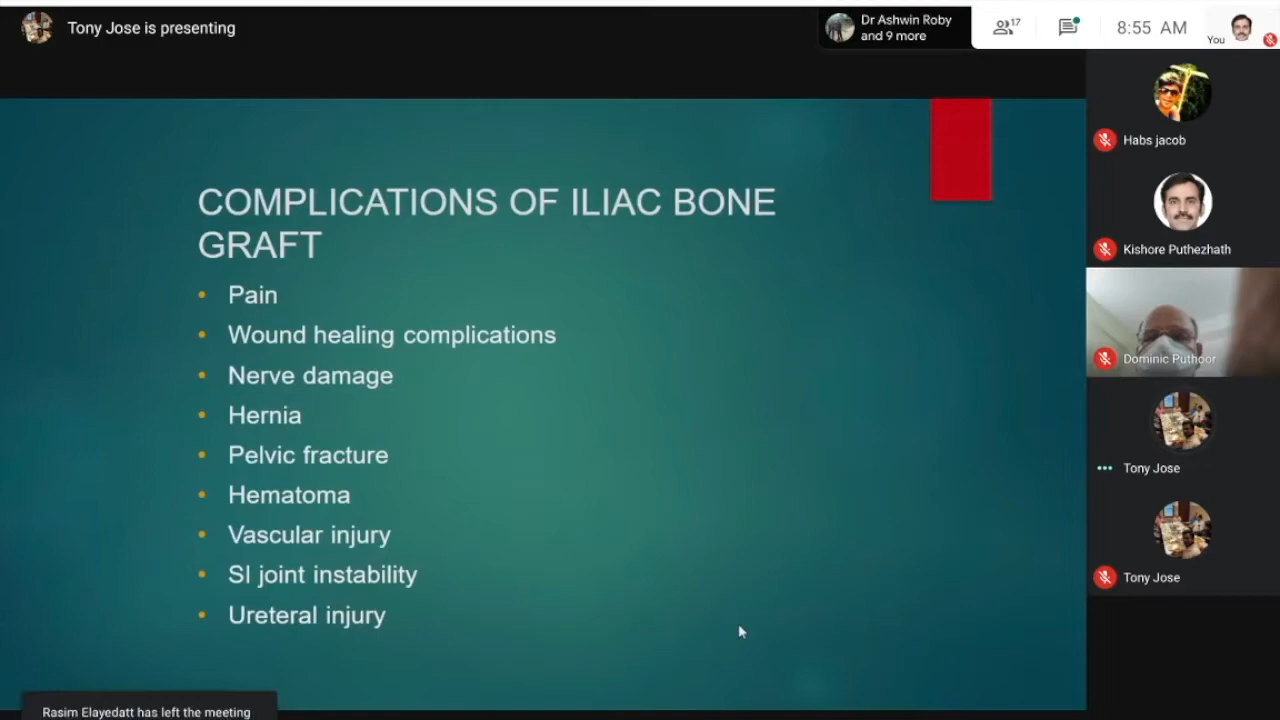 Tony Jose is presenting
Dr Ashwin Roby
and 9 more
17
8:55 AM
You
COMPLICATIONS OF ILIAC BONE
GRAFT
• Pain
• Wound healing complications
• Nerve damage
• Hernia
• Pelvic fracture
• Hematoma
• Vascular injury
• SI joint instability
• Ureteral injury
Habs jacob
Kishore Puthezhath
Dominic Puthoor
Tony Jose
Tony Jose
Rasim Elayedatt has left the meeting